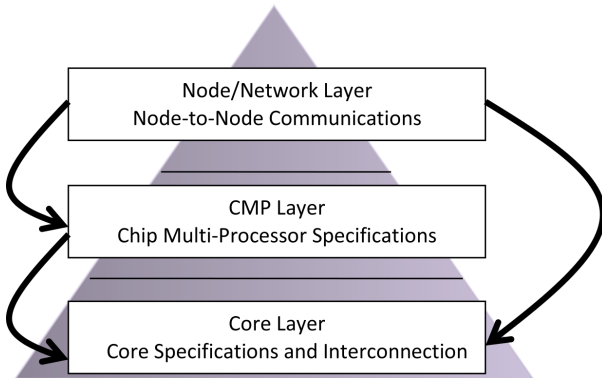 Node/Network Layer
Node-to-Node Communications
CMP Layer
Chip Multi-Processor Specifications
Core Layer
Core Specifications and Interconnection